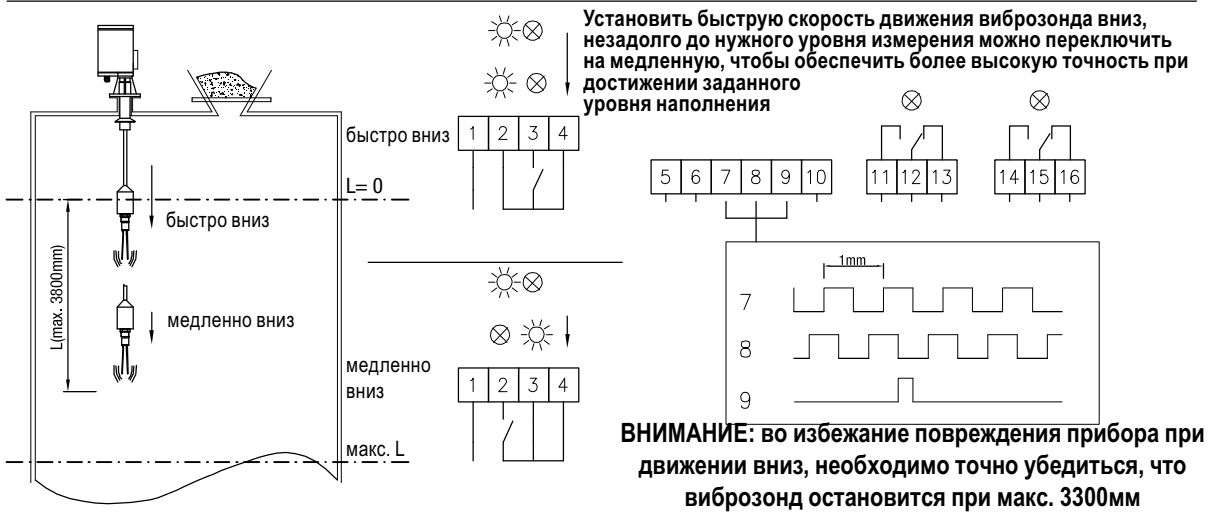 Установить быструю скорость движения виброзонда вниз,
незадолго до нужного уровня измерения можно переключить
на медленную, чтобы обеспечить более высокую точность при
достижении заданного
уровня наполнения
быстро вниз
1 2 3 4
L= 0
быстро вниз
L(max. 3800mm)
медленно вниз
медленно
вниз
1 2 3 4
макс. L
5 6 7 8 9 10
11 12 13
14 15 16
1mm
7
8
9
ВНИМАНИЕ: во избежание повреждения прибора при
движении вниз, необходимо точно убедиться, что
виброзонд остановится при макс. 3300мм